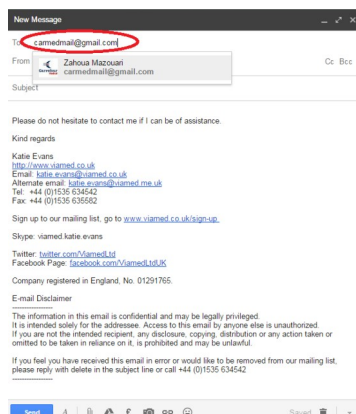 New Message
To carmedmail@gmail.com
From Zahoua Mazouari Cc Bcc
carmedmail@gmail.com
Subject
Please do not hesitate to contact me if I can be of assistance.
Kind regards
Katie Evans
http://www.viamed.co.uk
Email: katie.evans@viamed.co.uk
Alternate email: katie.evans@viamed.me.uk
Tel: +44 (0)1535 634542
Fax: +44 (0)1535 635582
Sign up to our mailing list, go to www.viamed.co.uk/sign-up
Skype: viamed.katie.evans
Twitter: twitter.com/ViamedLtd
Facebook Page: facebook.com/ViamedLtdUK
Company registered in England, No. 01291765.
E-mail Disclaimer
--------------------
The information in this email is confidential and may be legally privileged.
It is intended solely for the addressee. Access to this email by anyone else is unauthorized.
If you are not the intended recipient, any disclosure, copying, distribution or any action taken or
omitted to be taken in reliance on it, is prohibited and may be unlawful.
If you feel you have received this email in error or would like to be removed from our mailing list,
please reply with delete in the subject line or call +44 (0)1535 634542
--------------------
Send Saved